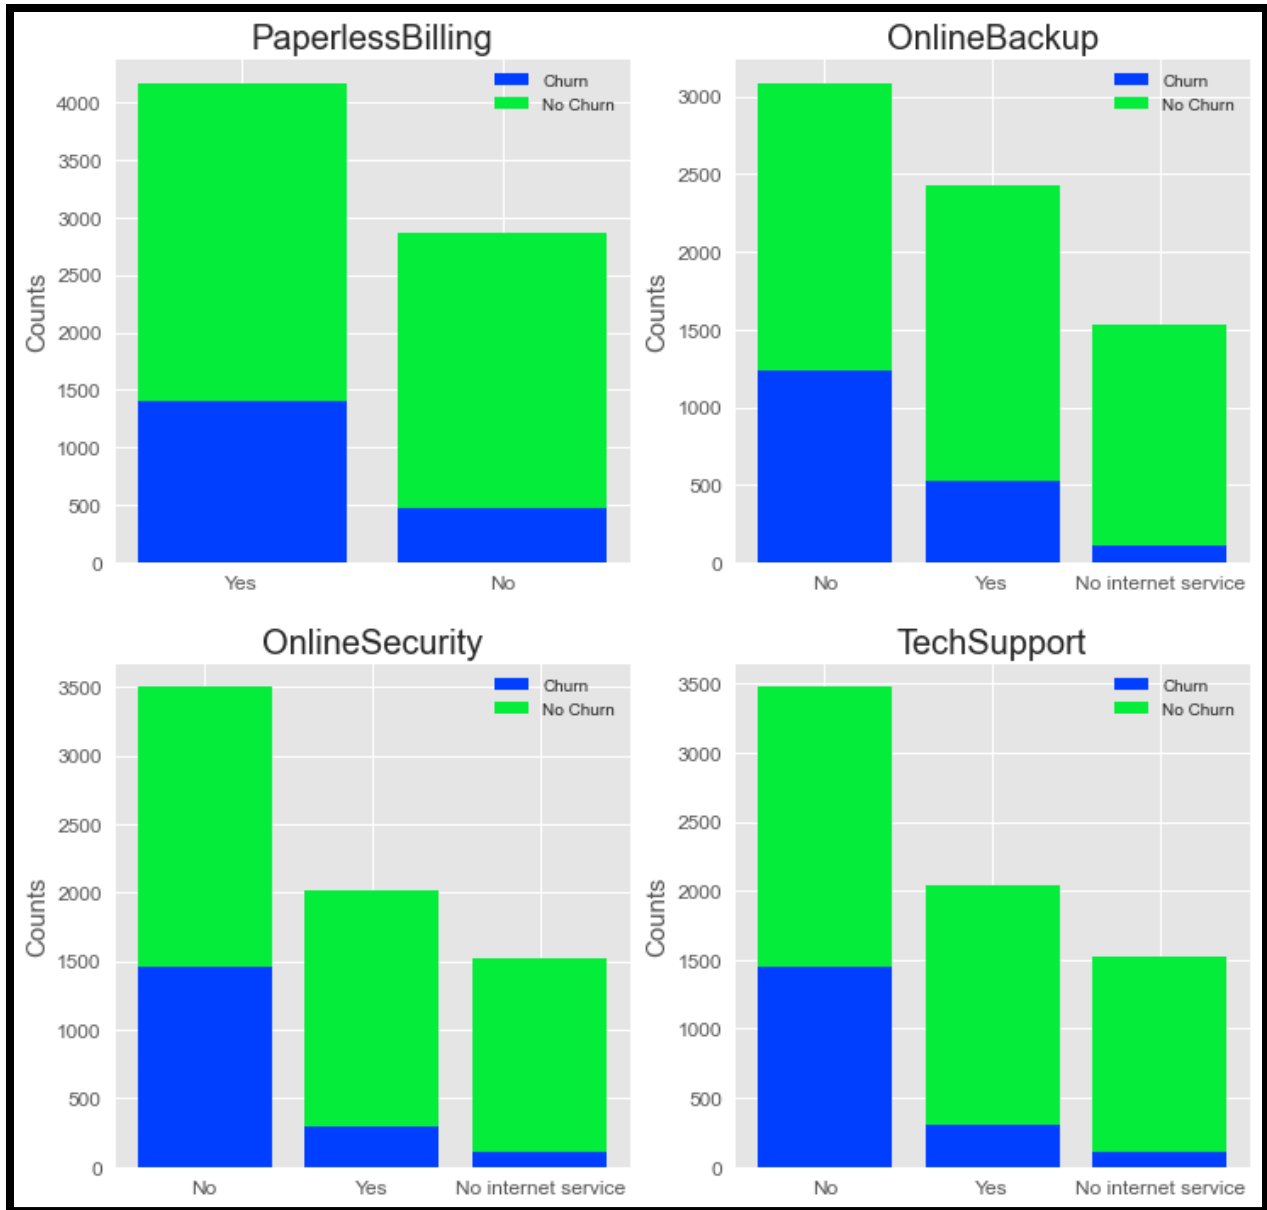 PaperlessBilling
Churn
No Churn
4000
3500
3000
2500
2000
1500
1000
500
0
Counts
Yes No
OnlineBackup
Churn
No Churn
3000
2500
2000
1500
1000
500
0
Counts
No Yes No internet service
OnlineSecurity
Churn
No Churn
3500
3000
2500
2000
1500
1000
500
0
Counts
No Yes No internet service
TechSupport
Churn
No Churn
3500
3000
2500
2000
1500
1000
500
0
Counts
No Yes No internet service